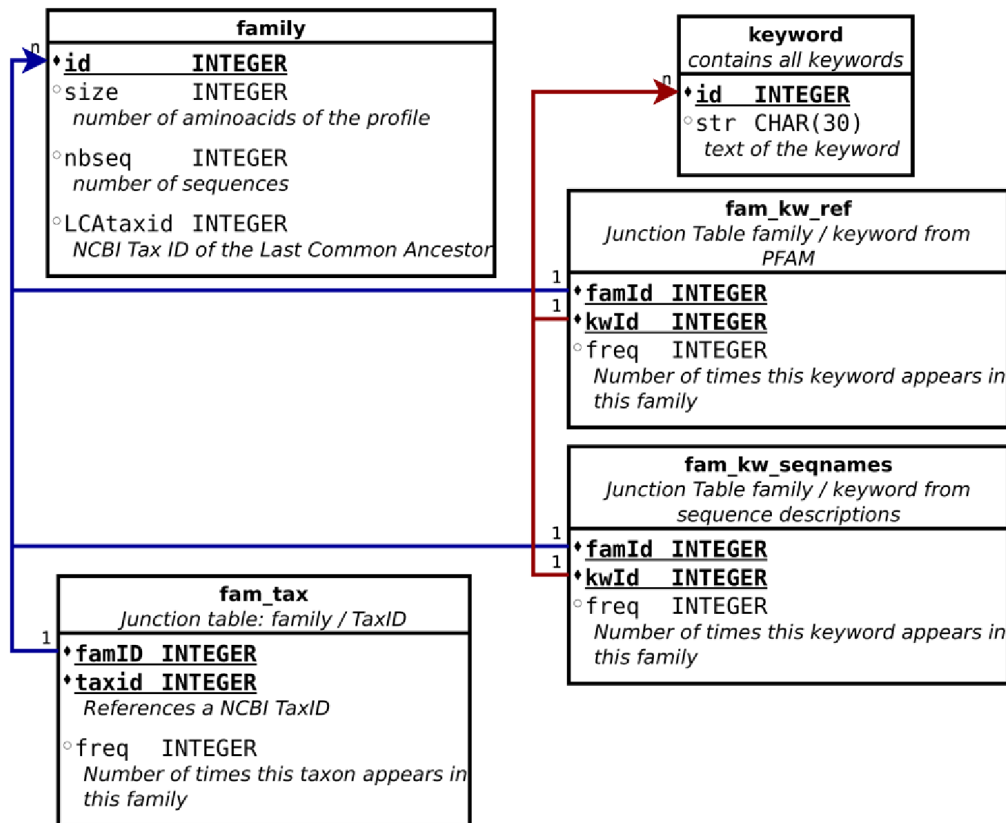 family
n
id INTEGER
size INTEGER
number of aminoacids of the profile
nbseq INTEGER
number of sequences
LCAtaxid INTEGER
NCBI Tax ID of the Last Common Ancestor
keyword
contains all keywords
n
id INTEGER
str CHAR(30)
text of the keyword
fam_kw_ref
Junction Table family / keyword from
PFAM
1
famId INTEGER
1
kwId INTEGER
freq INTEGER
Number of times this keyword appears in
this family
fam_kw_seqnames
Junction Table family / keyword from
sequence descriptions
1
famId INTEGER
1
kwId INTEGER
freq INTEGER
Number of times this keyword appears in
this family
fam_tax
Junction table: family / TaxID
1
famID INTEGER
taxid INTEGER
References a NCBI TaxID
freq INTEGER
Number of times this taxon appears in
this family